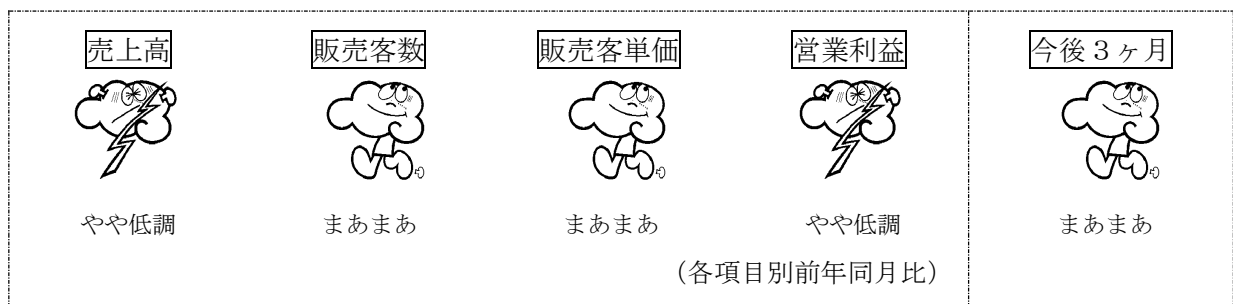 売上高 販売客数 販売客単価 営業利益 今後3ヶ月
やや低調 まあまあ まあまあ やや低調 まあまあ
(各項目別前年同月比)